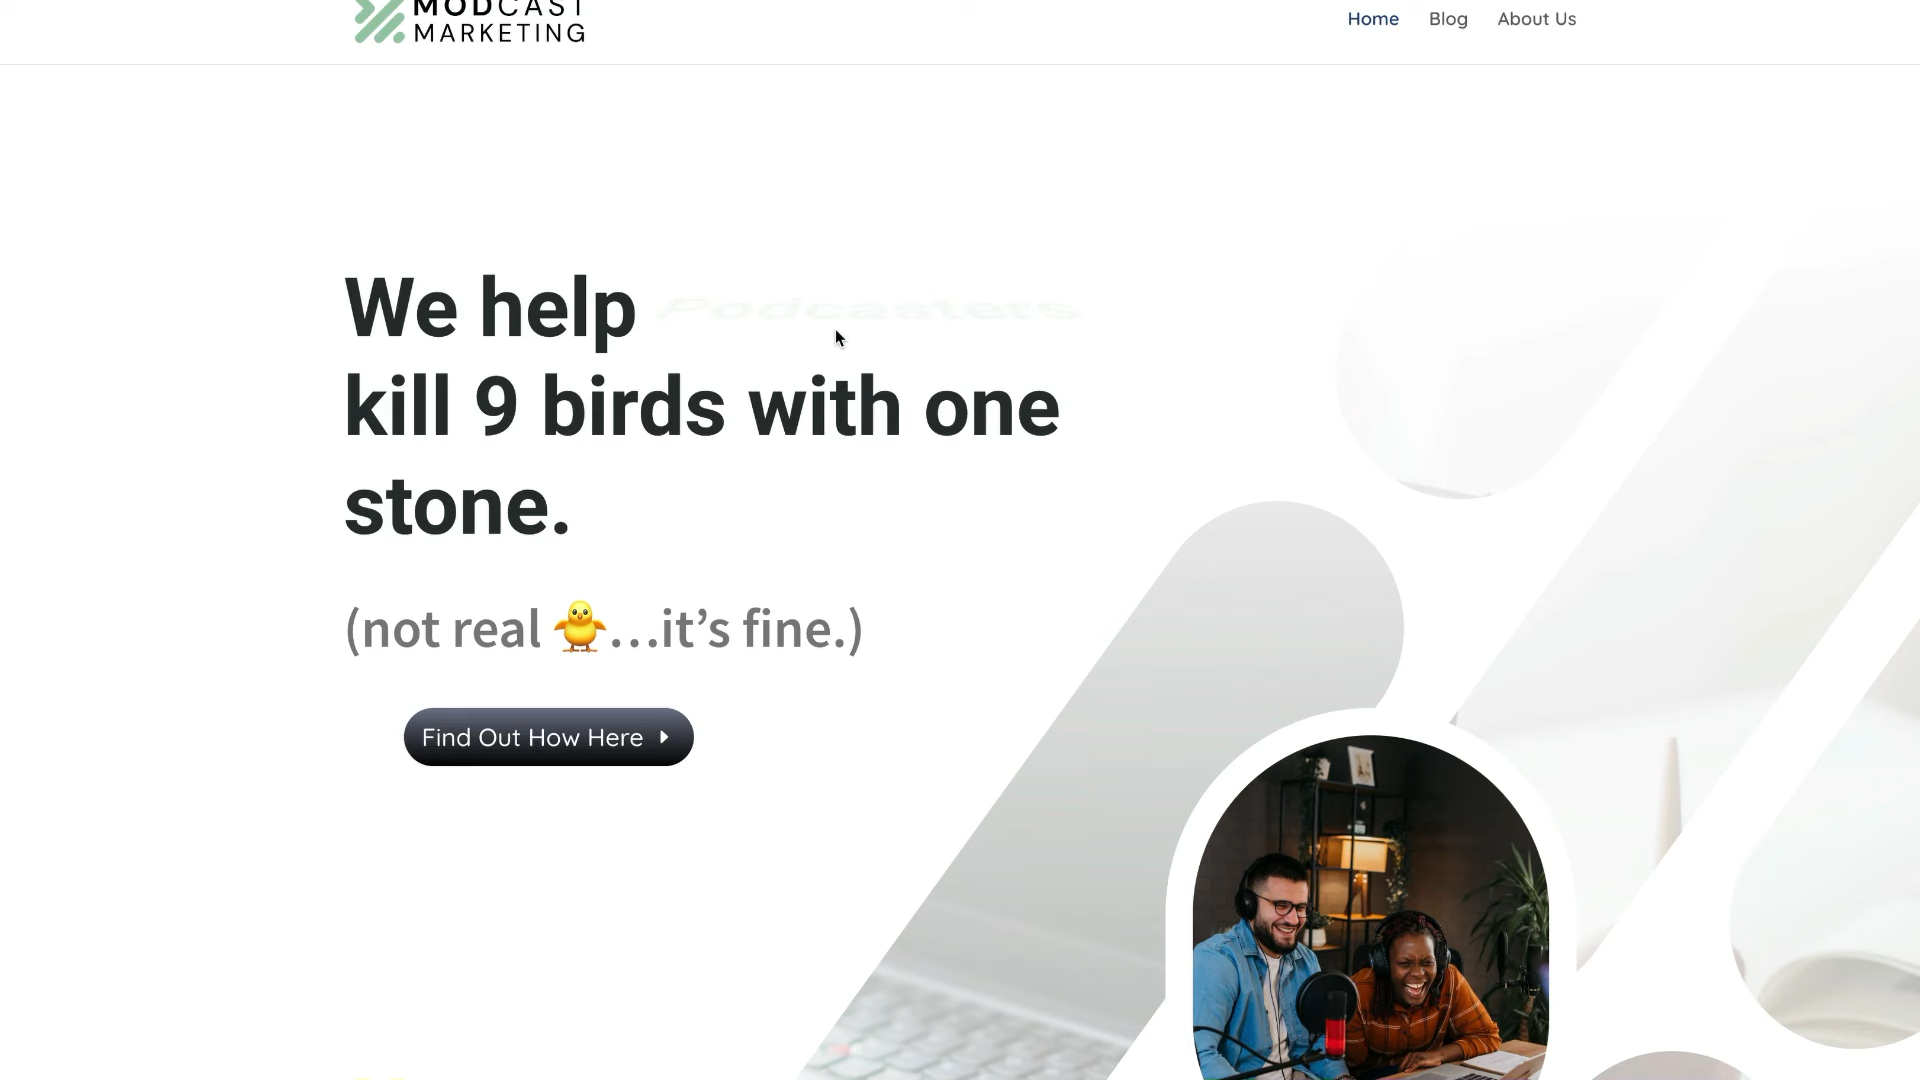 MODCAST
MARKETING
Home
Blog
About Us
We help Podcasters
kill 9 birds with one
stone.
(not real 🐥...it’s fine.)
Find Out How Here